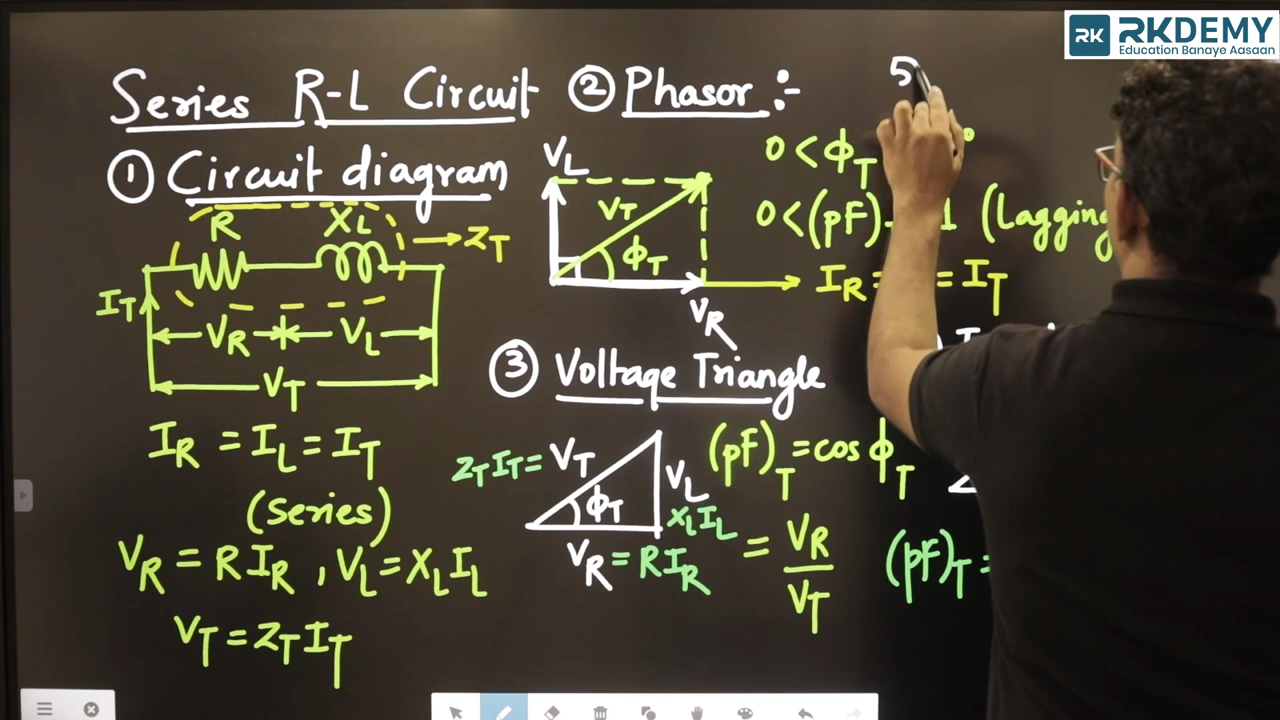 RK RKDEMY
Education Banaye Aasaan
Series R-L Circuit
① Circuit diagram
R XL
→ZT
IT
VR VL
VT
IR = IL = IT
(Series)
VR = RIR , VL = XLIL
VT = ZTIT
② Phasor :-
VL
VT
ϕT
VR
0 < ϕT
0 < (pF) 1 (Lagging
IR = = IT
③ Voltage Triangle
ZTIT = VT
VL
XLIL
ϕT
VR = RIR
(pF)T = cos ϕT
= VR / VT
(pF)T =
5